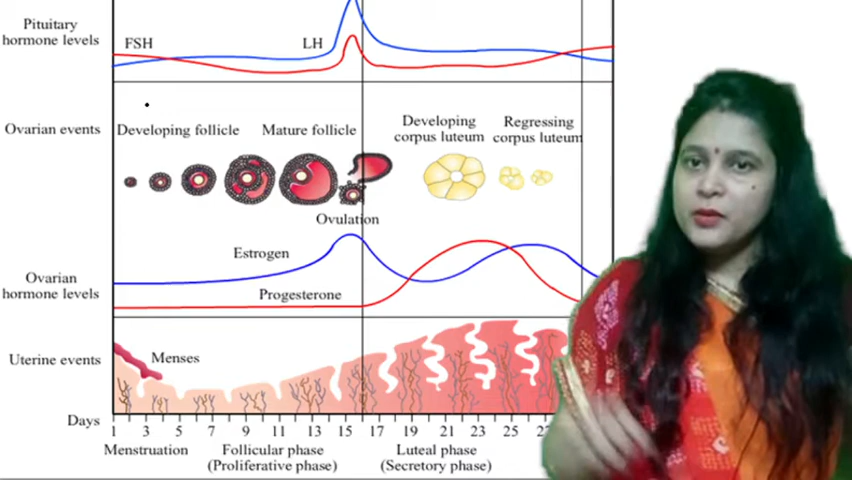 Pituitary
hormone levels
FSH
LH
Ovarian events
Developing follicle
Mature follicle
Developing
corpus luteum
Regressing
corpus luteum
Ovulation
Estrogen
Ovarian
hormone levels
Progesterone
Uterine events
Menses
Days
1 3 5 7 9 11 13 15 17 19 21 23 25
Menstruation
Follicular phase
(Proliferative phase)
Luteal phase
(Secretory phase)